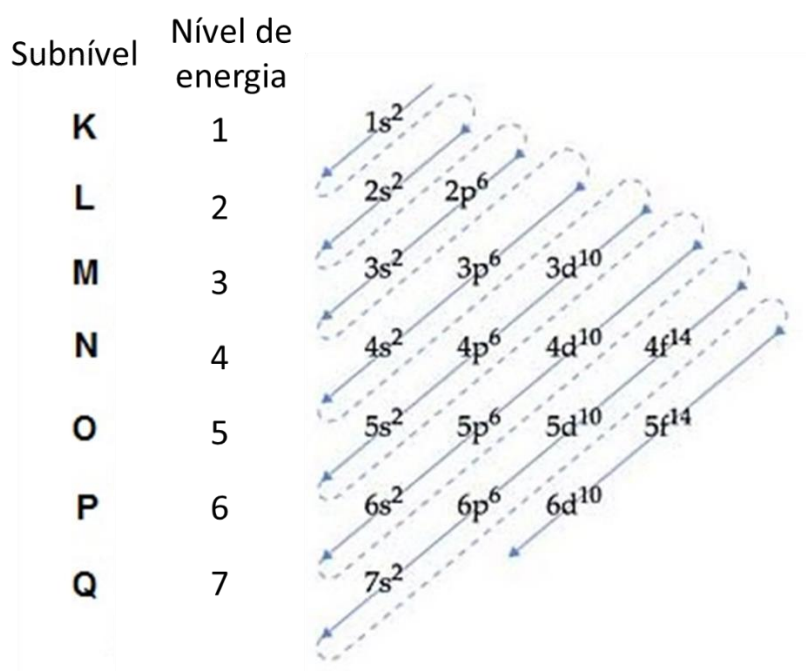 Subnível Nível de
energia
K 1 1s²
L 2 2s² 2p⁶
M 3 3s² 3p⁶ 3d¹⁰
N 4 4s² 4p⁶ 4d¹⁰ 4f¹⁴
O 5 5s² 5p⁶ 5d¹⁰ 5f¹⁴
P 6 6s² 6p⁶ 6d¹⁰
Q 7 7s²